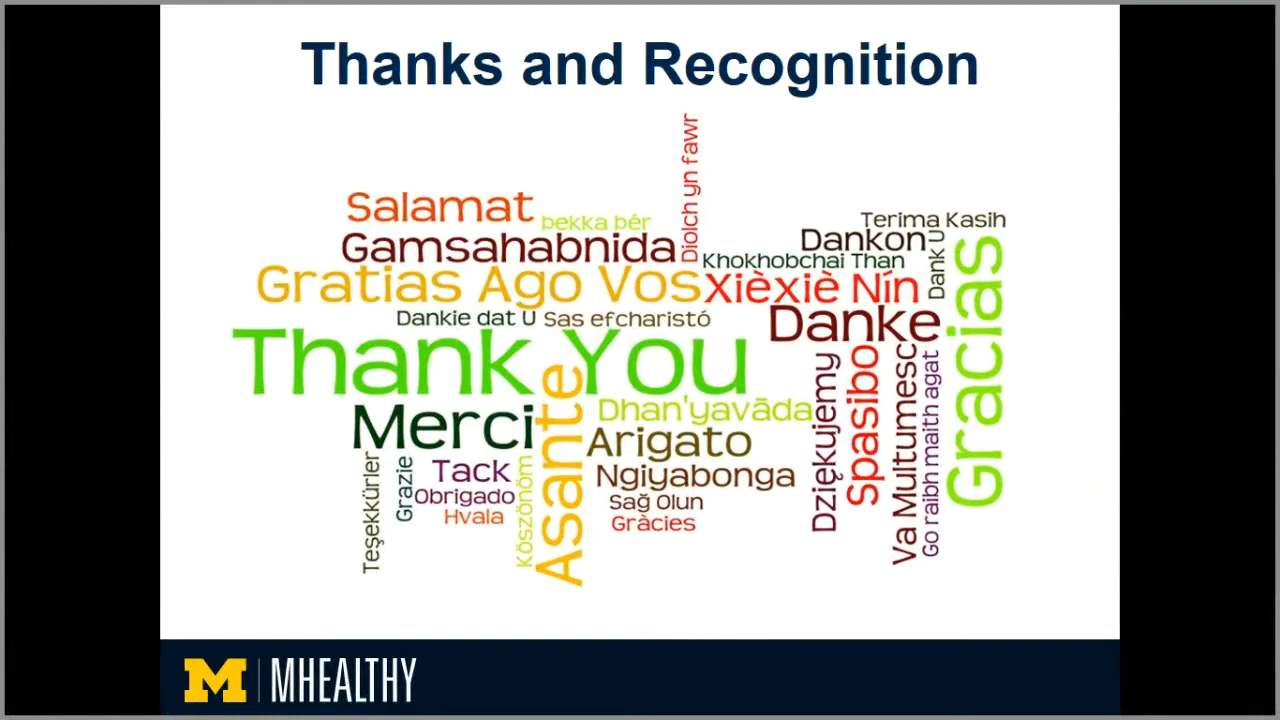 Thanks and Recognition
Diolch yn fawr
Salamat
þekka þér
Terima Kasih
Gamsahabnida
Dankon
Dank U
Khokhobchai Than
Gratias Ago Vos
Xièxiè Nín
Gracias
Dankie dat U
Sas efcharistó
Danke
Thank You
Dziękujemy
Spasibo
Va Multumesc
Go raibh maith agat
Asante
Merci
Dhan'yavāda
Arigato
Teşekkürler
Grazie
Tack
Köszönöm
Ngiyabonga
Obrigado
Sağ Olun
Hvala
Gràcies
M MHEALTHY